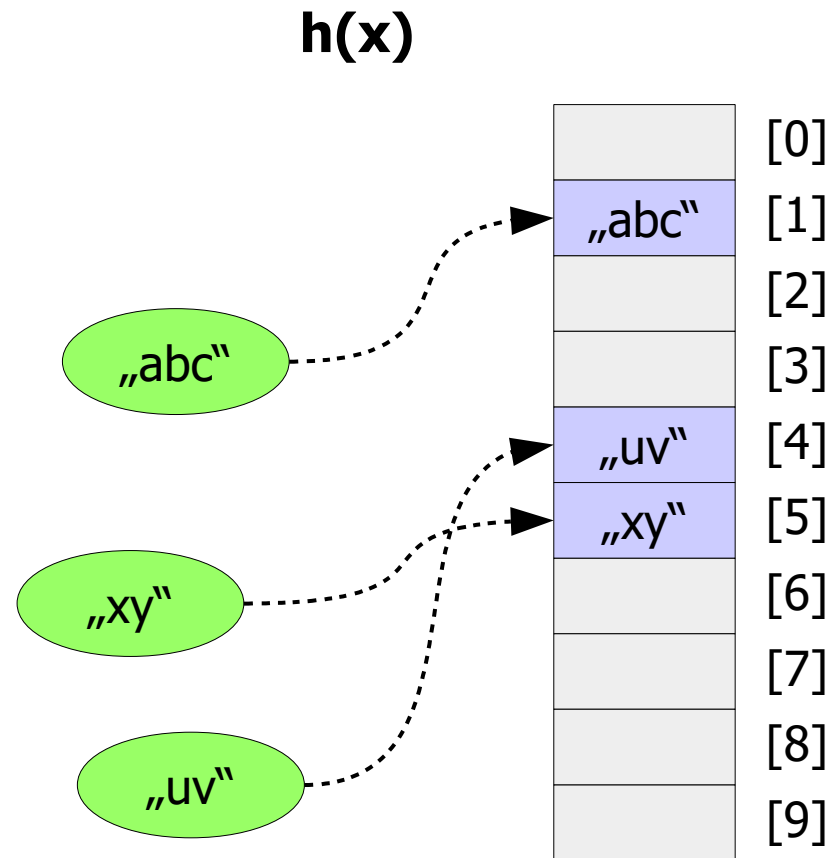 h(x)
[0]
„abc“ [1]
[2]
„abc“ [3]
„uv“ [4]
„xy“ [5]
„xy“ [6]
[7]
„uv“ [8]
[9]